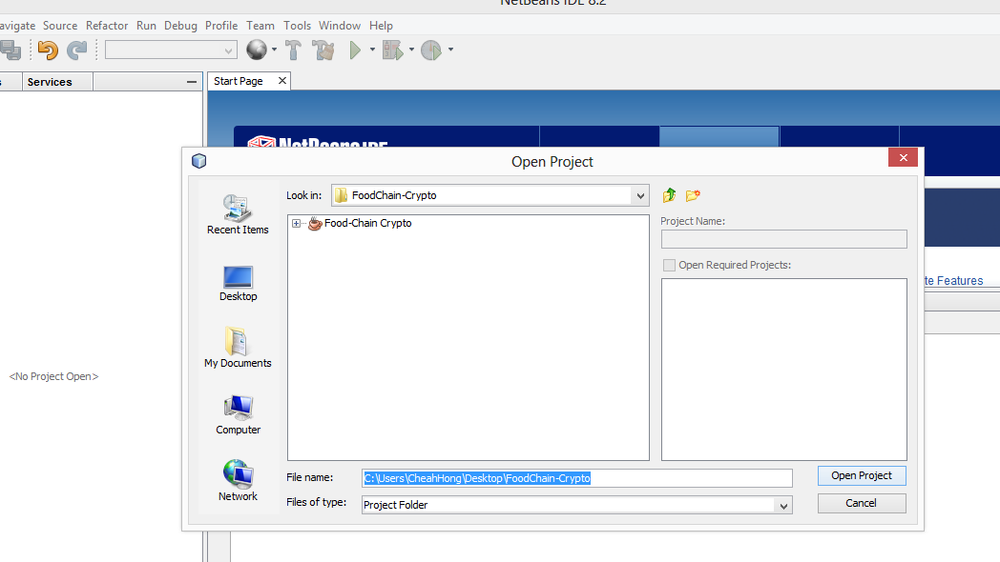 NetBeans IDE 8.2
avigate Source Refactor Run Debug Profile Team Tools Window Help
s Services Start Page
NetBeans IDE
Open Project
Look in: FoodChain-Crypto
Recent Items
Food-Chain Crypto
Project Name:
Open Required Projects:
Desktop
te Features
My Documents
<No Project Open>
Computer
Network
File name: C:\Users\CheahHong\Desktop\FoodChain-Crypto Open Project
Files of type: Project Folder Cancel